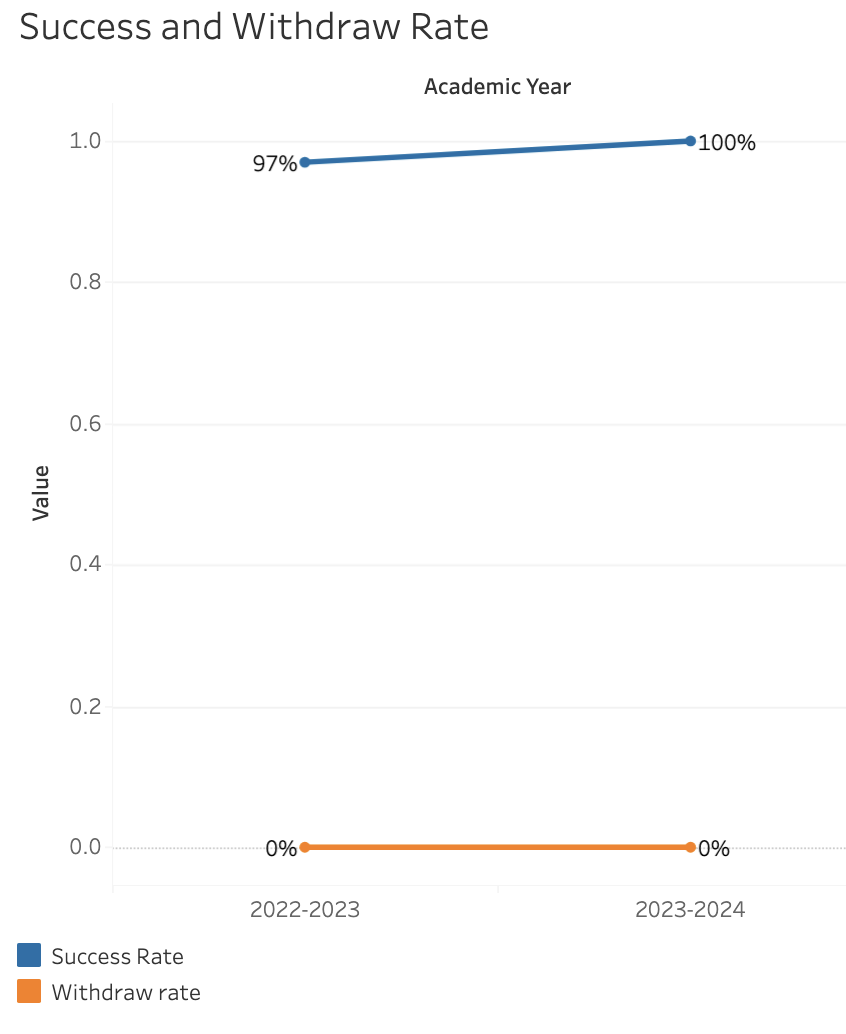 Success and Withdraw Rate
Academic Year
1.0
97%
100%
0.8
0.6
Value
0.4
0.2
0.0
0%
0%
2022-2023
2023-2024
Success Rate
Withdraw rate